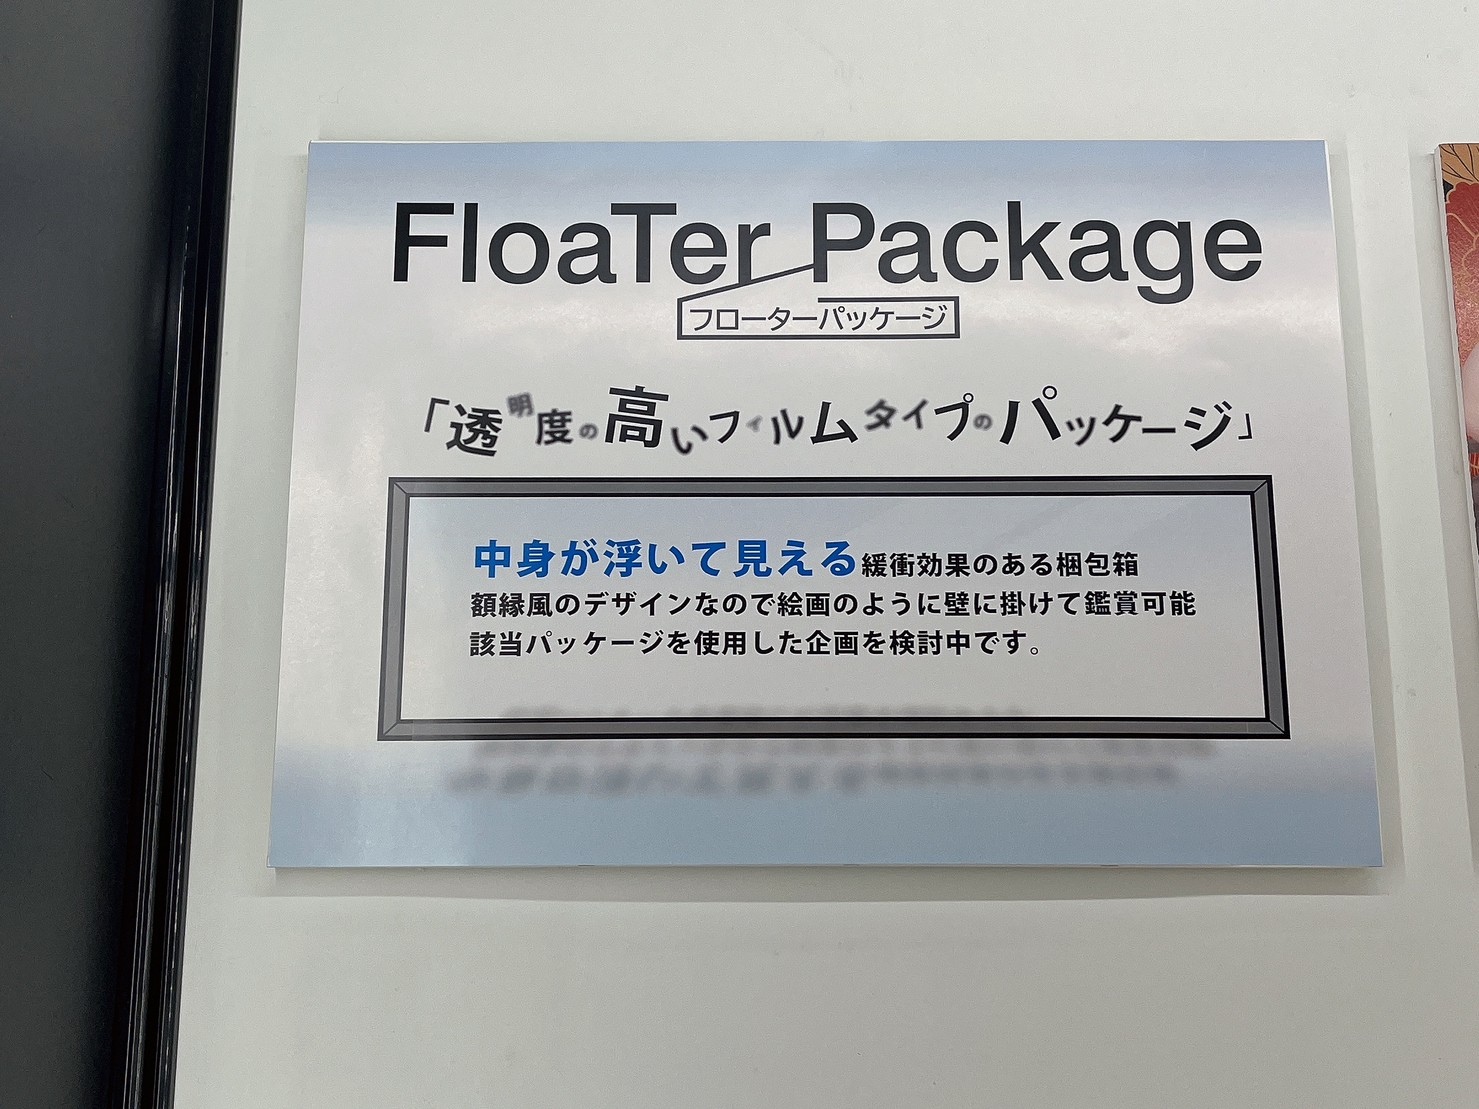 FloaTer Package
フローターパッケージ
「透明度の高いフィルムタイプのパッケージ」
中身が浮いて見える緩衝効果のある梱包箱
額縁風のデザインなので絵画のように壁に掛けて鑑賞可能
該当パッケージを使用した企画を検討中です。